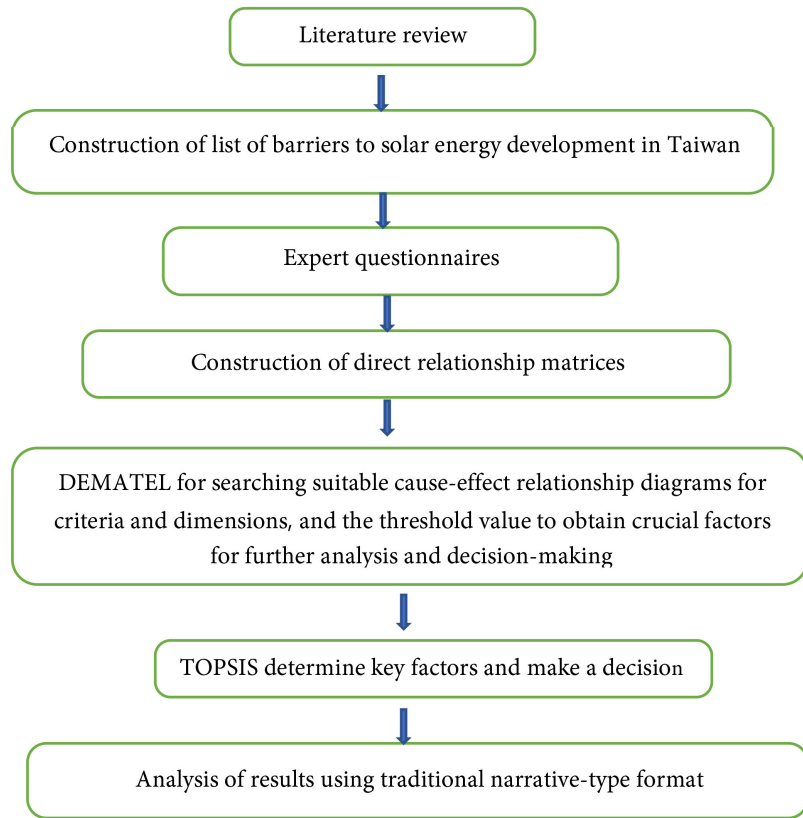 Literature review
Construction of list of barriers to solar energy development in Taiwan
Expert questionnaires
Construction of direct relationship matrices
DEMATEL for searching suitable cause-effect relationship diagrams for
criteria and dimensions, and the threshold value to obtain crucial factors
for further analysis and decision-making
TOPSIS determine key factors and make a decision
Analysis of results using traditional narrative-type format